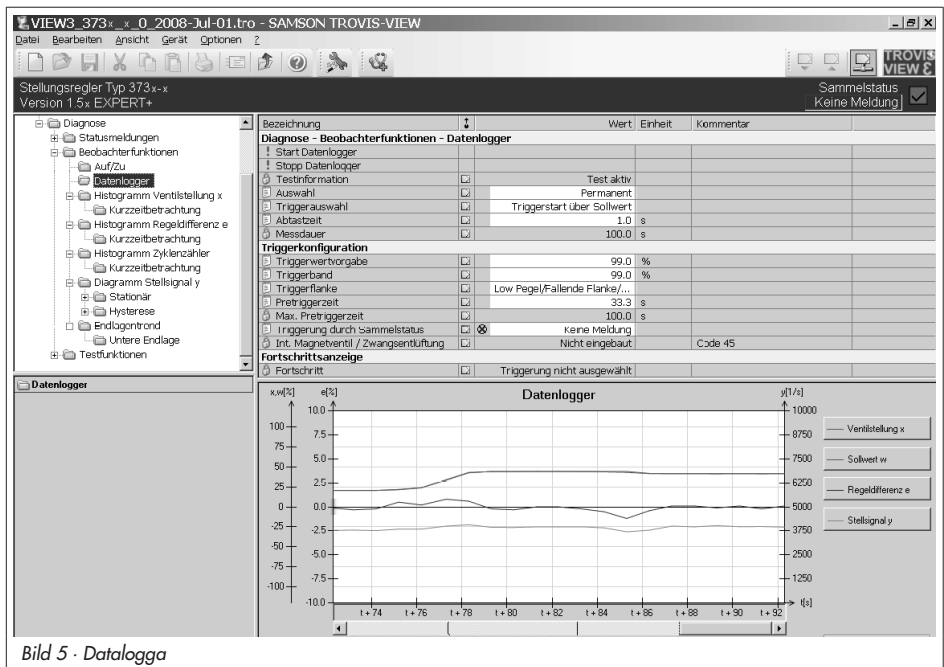 VIEW3_373x_x_0_2008-Jul-01.tro - SAMSON TROVIS-VIEW
Datei Bearbeiten Ansicht Gerät Optionen ?
TROVIS
VIEW 3
Stellungsregler Typ 373x-x
Version 1.5x EXPERT+
Sammelstatus
Keine Meldung
Diagnose
Statusmeldungen
Beobachterfunktionen
Auf/Zu
Datenlogger
Histogramm Ventilstellung x
Kurzzeitbetrachtung
Histogramm Regeldifferenz e
Kurzzeitbetrachtung
Histogramm Zyklenzähler
Kurzzeitbetrachtung
Diagramm Stellsignal y
Stationär
Hysterese
Endlagentrend
Untere Endlage
Testfunktionen
Datenlogger
Bezeichnung Wert Einheit Kommentar
Diagnose - Beobachterfunktionen - Datenlogger
! Start Datenlogger
! Stopp Datenlogger
Testinformation Test aktiv
Auswahl Permanent
Triggerauswahl Triggerstart über Sollwert
Abtastzeit 1.0 s
Messdauer 100.0 s
Triggerkonfiguration
Triggerwertvorgabe 99.0 %
Triggerband 99.0 %
Triggerflanke Low Pegel/Fallende Flanke/...
Pretriggerzeit 33.3 s
Max. Pretriggerzeit 100.0 s
Triggerung durch Sammelstatus Keine Meldung
Int. Magnetventil / Zwangsentlüftung Nicht eingebaut Code 45
Fortschrittsanzeige
Fortschritt Triggerung nicht ausgewählt
x,w[%] e[%] Datenlogger y[1/s]
10.0 10000
100 7.5 8750
75 5.0 7500
50 2.5 6250
25
0 0.0 5000
-25 -2.5 3750
-50 -5.0 2500
-75 -7.5 1250
-100 -10.0 t[s]
t + 74 t + 76 t + 78 t + 80 t + 82 t + 84 t + 86 t + 88 t + 90 t + 92
Ventilstellung x
Sollwert w
Regeldifferenz e
Stellsignal y
Bild 5 · Datalogga